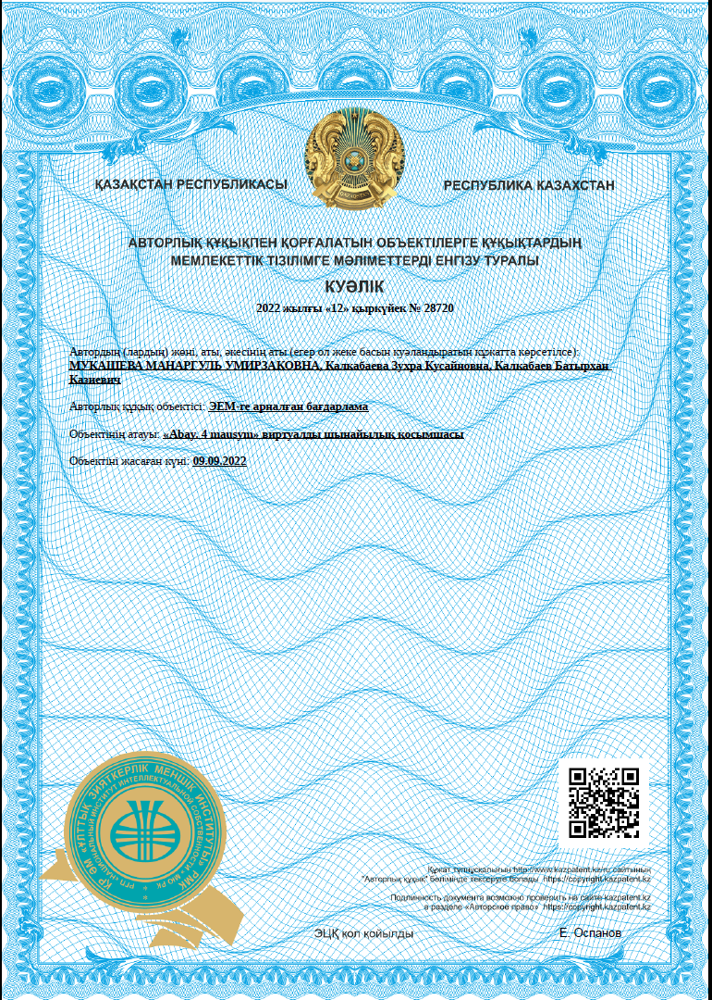 ҚАЗАҚСТАН РЕСПУБЛИКАСЫ
РЕСПУБЛИКА КАЗАХСТАН
АВТОРЛЫҚ ҚҰҚЫҚПЕН ҚОРҒАЛАТЫН ОБЪЕКТІЛЕРГЕ ҚҰҚЫҚТАРДЫҢ
МЕМЛЕКЕТТІК ТІЗІЛІМГЕ МӘЛІМЕТТЕРДІ ЕНГІЗУ ТУРАЛЫ
КУӘЛІК
2022 жылғы «12» қыркүйек № 28720
Автордың (лардың) жөні, аты, әкесінің аты (егер ол жеке басын куәландыратын құжатта көрсетілсе):
МУКАШЕВА МАНАРГУЛЬ УМИРЗАКОВНА, Калкабаева Зухра Кусайновна, Калкабаев Батырхан
Казиевич
Авторлық құқық объектісі: ЭЕМ-ге арналған бағдарлама
Объектінің атауы: «Abay. 4 mausym» виртуалды шынайылық қосымшасы
Объектіні жасаған күні: 09.09.2022
ҚР ӘМ «ҰЛТТЫҚ ЗИЯТКЕРЛІК МЕНШІК ИНСТИТУТЫ» РМК
РГП «НАЦИОНАЛЬНЫЙ ИНСТИТУТ ИНТЕЛЛЕКТУАЛЬНОЙ СОБСТВЕННОСТИ» МЮ РК
Құжат түпнұсқалығын http://www.kazpatent.kz/ru сайтының
"Авторлық құқық" бөлімінде тексеруге болады https://copyright.kazpatent.kz
Подлинность документа возможно проверить на сайте kazpatent.kz
в разделе «Авторское право» https://copyright.kazpatent.kz
ЭЦҚ қол қойылды
Е. Оспанов